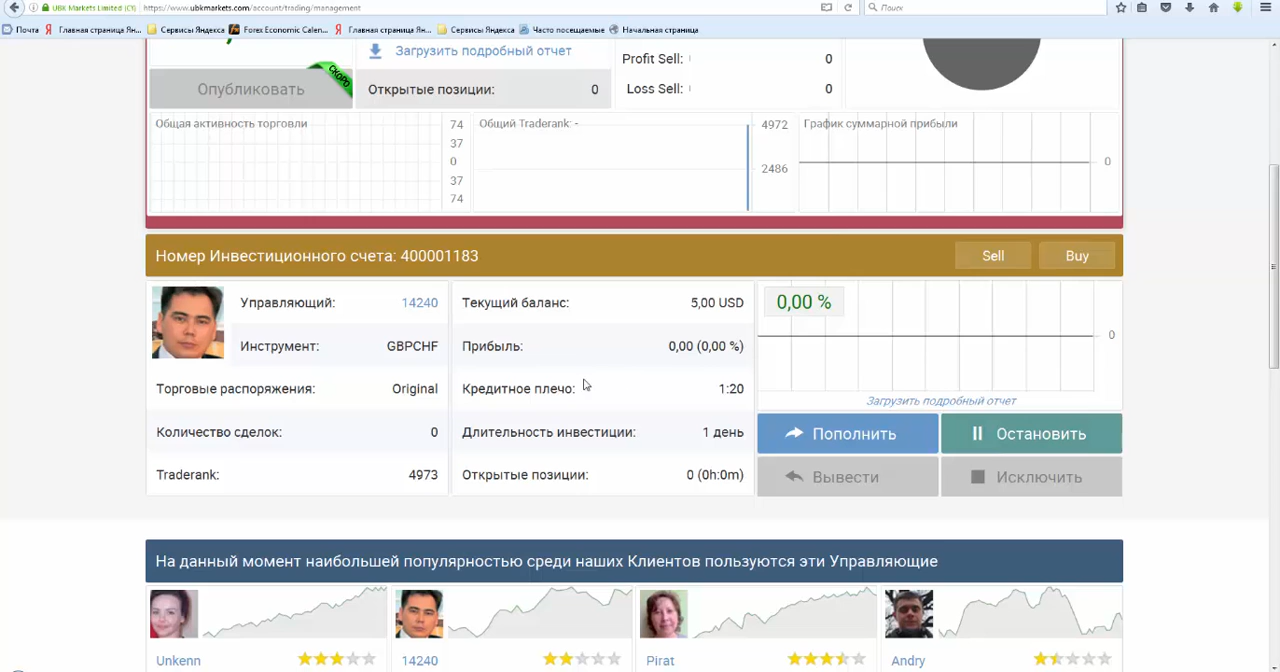 UBK Markets Limited (CY) https://www.ubkmarkets.com/account/trading/management Поиск
Почта Главная страница Ян... Сервисы Яндекса Forex Economic Calen... Главная страница Ян... Сервисы Яндекса Часто посещаемые Начальная страница
Загрузить подробный отчет Profit Sell: 0
СКОРО
Опубликовать Открытые позиции: 0 Loss Sell: 0
Общая активность торговли 74 Общий Traderank: - 4972 График суммарной прибыли
37
0 0
2486
37
74
Номер Инвестиционного счета: 400001183 Sell Buy
Управляющий: 14240 Текущий баланс: 5,00 USD 0,00 %
Инструмент: GBPCHF Прибыль: 0,00 (0,00 %) 0
Торговые распоряжения: Original Кредитное плечо: 1:20
Загрузить подробный отчет
Количество сделок: 0 Длительность инвестиции: 1 день Пополнить Остановить
Traderank: 4973 Открытые позиции: 0 (0h:0m) Вывести Исключить
На данный момент наибольшей популярностью среди наших Клиентов пользуются эти Управляющие
Unkenn 14240 Pirat Andry